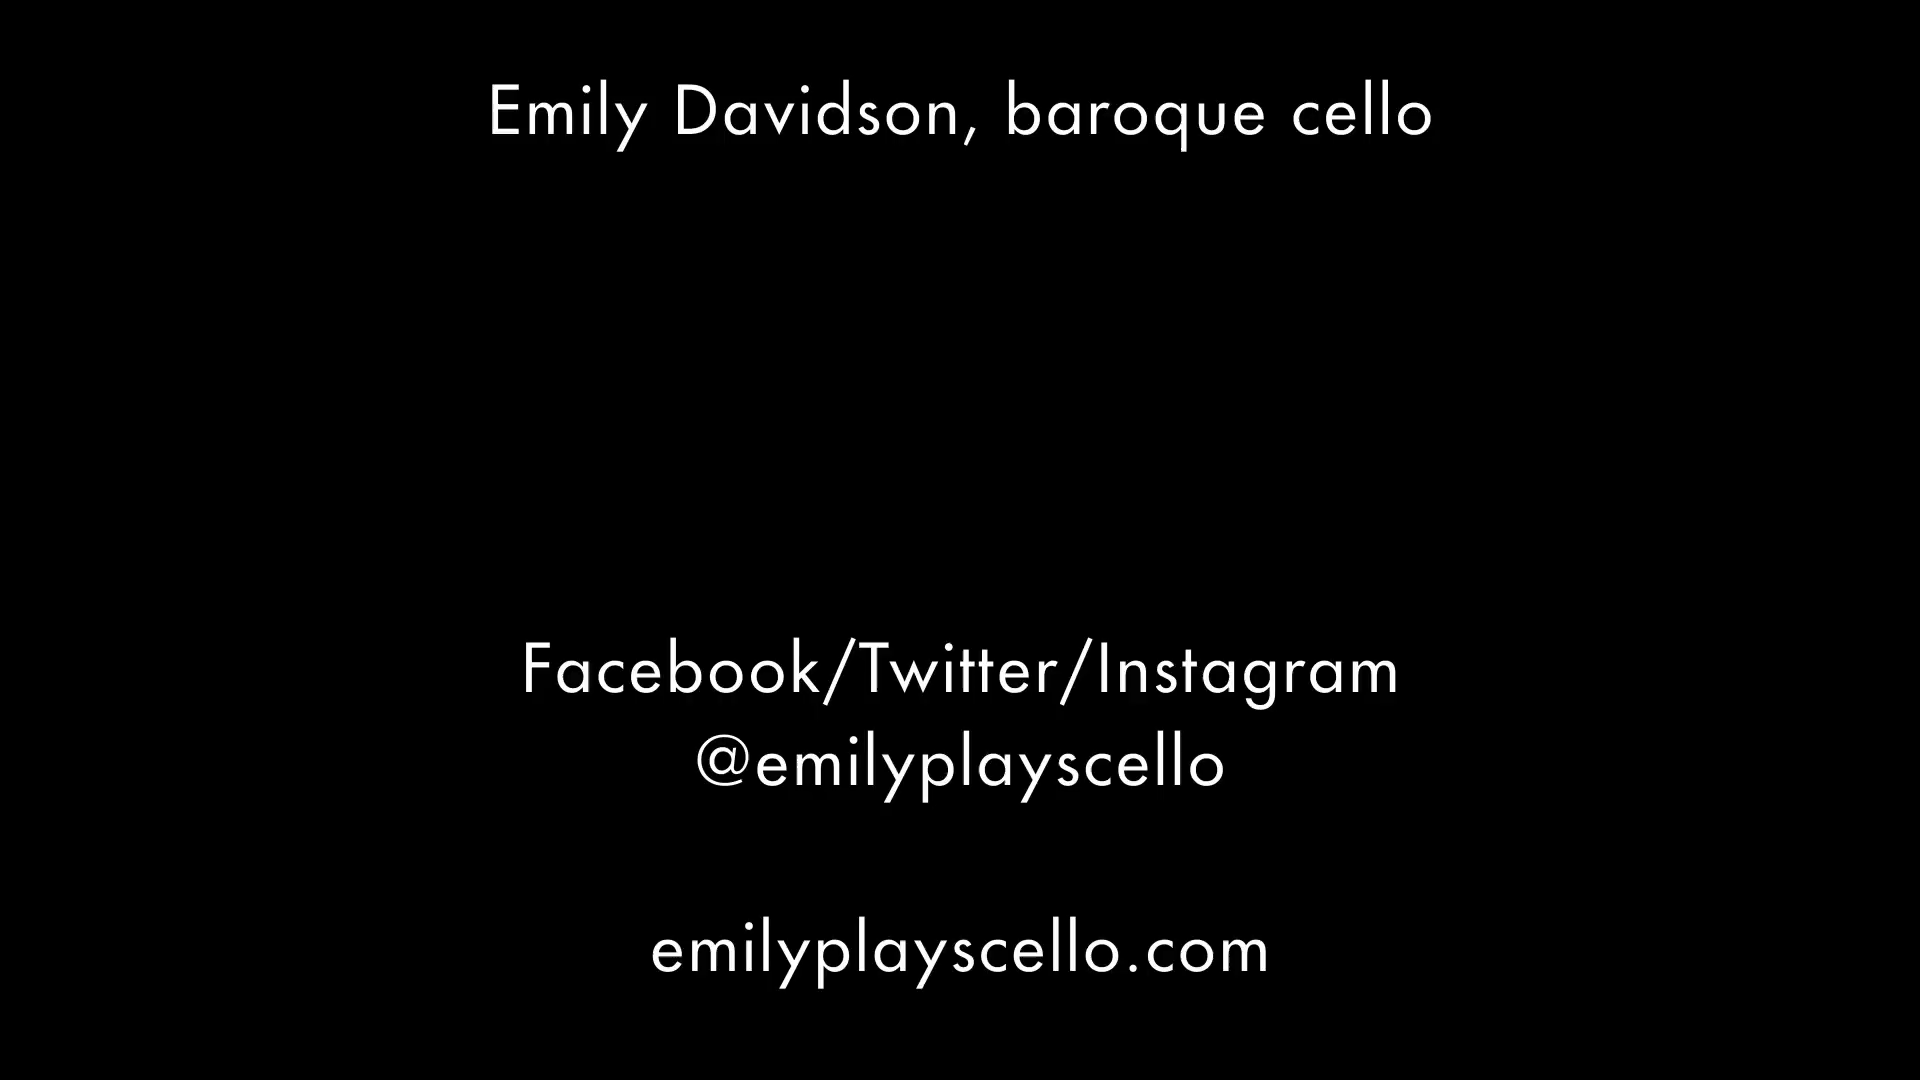 Emily Davidson, baroque cello
Facebook/Twitter/Instagram
@emilyplayscello
emilyplayscello.com